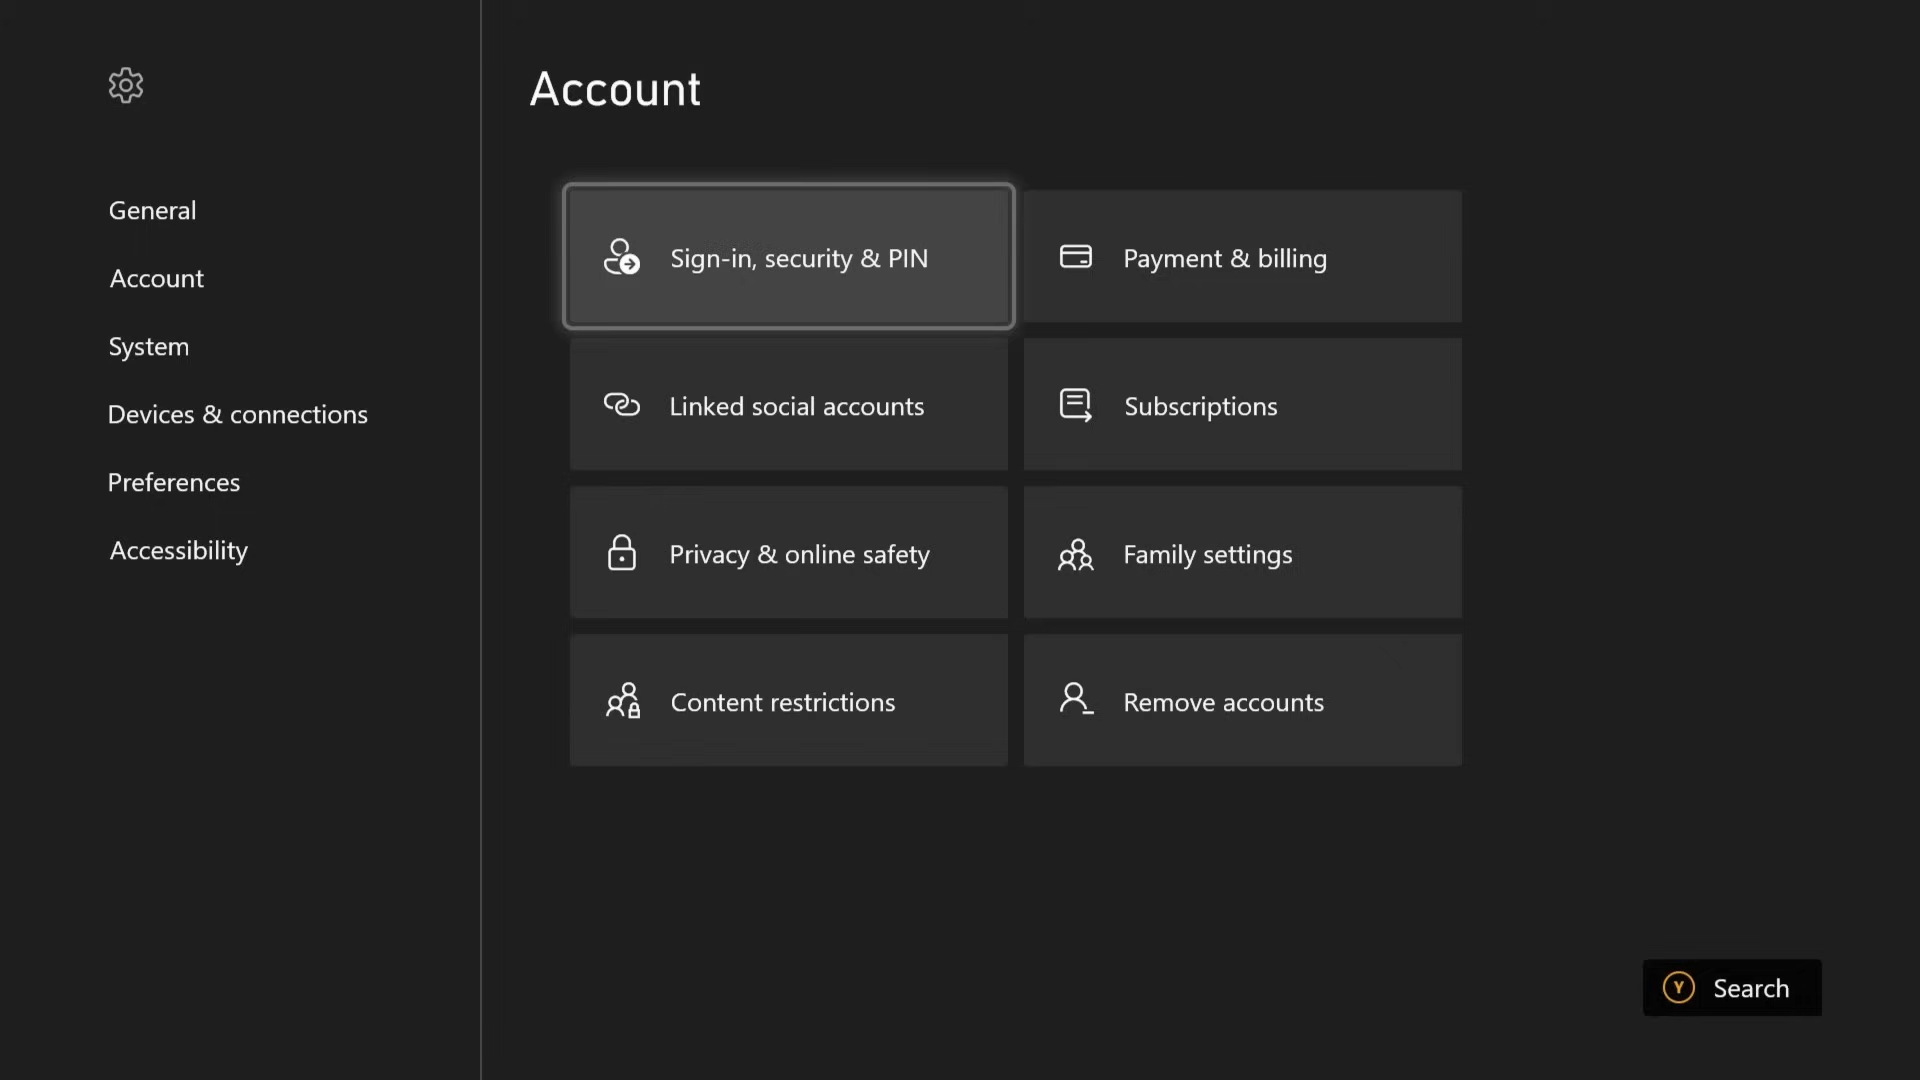 Account
General
Account
System
Devices & connections
Preferences
Accessibility
Sign-in, security & PIN
Payment & billing
Linked social accounts
Subscriptions
Privacy & online safety
Family settings
Content restrictions
Remove accounts
Y Search